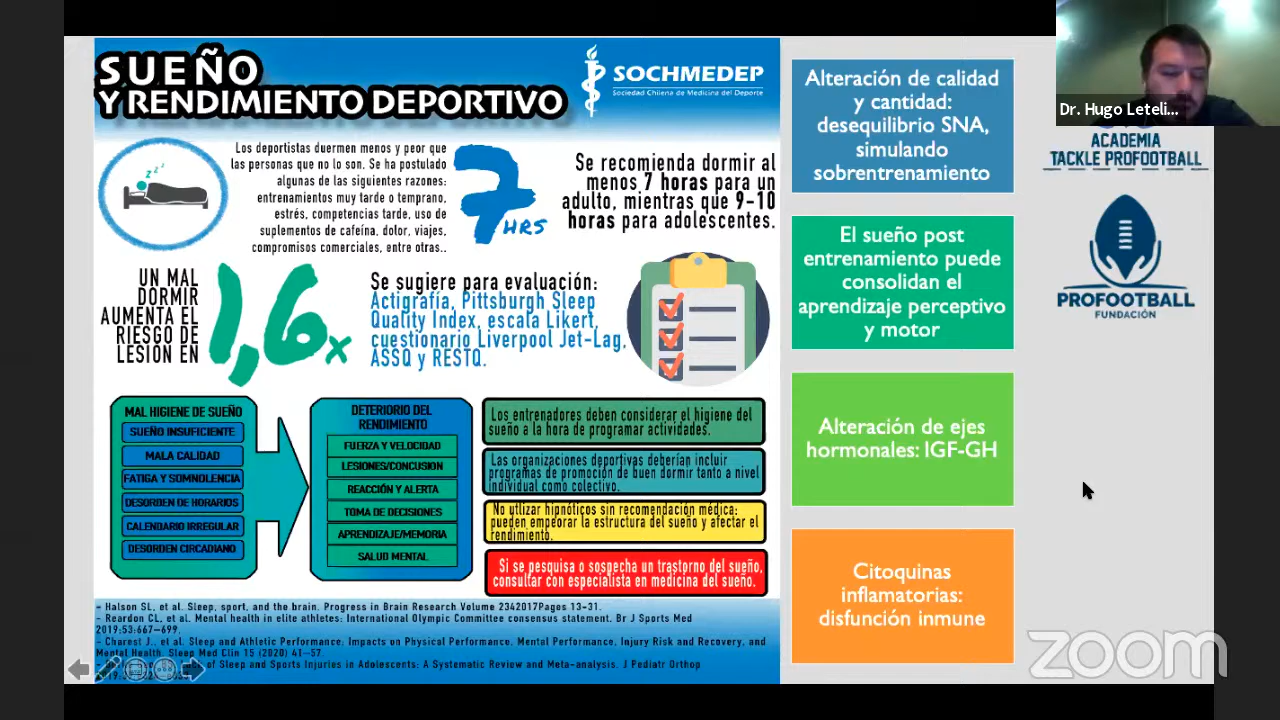 SUEÑO
Y RENDIMIENTO DEPORTIVO
SOCHMEDEP
Sociedad Chilena de Medicina del Deporte
Los deportistas duermen menos y peor que
las personas que no lo son. Se ha postulado
algunas de las siguientes razones:
entrenamientos muy tarde o temprano,
estrés, competencias tarde, uso de
suplementos de cafeína, dolor, viajes,
compromisos comerciales, entre otras..
7 HRS
Se recomienda dormir al
menos 7 horas para un
adulto, mientras que 9-10
horas para adolescentes.
UN MAL
DORMIR
AUMENTA EL
RIESGO DE
LESIÓN EN
1,6x
Se sugiere para evaluación:
Actigrafía, Pittsburgh Sleep
Quality Index, escala Likert,
cuestionario Liverpool Jet-Lag,
ASSQ y RESTQ.
MAL HIGIENE DE SUEÑO
SUEÑO INSUFICIENTE
MALA CALIDAD
FATIGA Y SOMNOLENCIA
DESORDEN DE HORARIOS
CALENDARIO IRREGULAR
DESORDEN CIRCADIANO
DETERIORO DEL
RENDIMIENTO
FUERZA Y VELOCIDAD
LESIONES/CONCUSION
REACCIÓN Y ALERTA
TOMA DE DECISIONES
APRENDIZAJE/MEMORIA
SALUD MENTAL
Los entrenadores deben considerar el higiene del
sueño a la hora de programar actividades.
Las organizaciones deportivas deberían incluir
programas de promoción de buen dormir tanto a nivel
individual como colectivo.
No utlizar hipnóticos sin recomendación médica;
pueden empeorar la estructura del sueño y afectar el
rendimiento.
Si se pesquisa o sospecha un trastorno del sueño,
consultar con especialista en medicina del sueño.
- Halson SL, et al. Sleep, sport, and the brain. Progress in Brain Research Volume 2342017Pages 13-31.
- Reardon CL, et al. Mental health in elite athletes: International Olympic Committee consensus statement. Br J Sports Med
2019;53:667-699.
- Charest J., et al. Sleep and Athletic Performance: Impacts on Physical Performance, Mental Performance, Injury Risk and Recovery, and
Mental Health. Sleep Med Clin 15 (2020) 41-57.
of Sleep and Sports Injuries in Adolescents: A Systematic Review and Meta-analysis. J Pediatr Orthop
Alteración de calidad
y cantidad:
desequilibrio SNA,
simulando
sobrentrenamiento
El sueño post
entrenamiento puede
consolidan el
aprendizaje perceptivo
y motor
Alteración de ejes
hormonales: IGF-GH
Citoquinas
inflamatorias:
disfunción inmune
Dr. Hugo Leteli...
ACADEMIA
TACKLE PROFOOTBALL
PROFOOTBALL
FUNDACIÓN
zoom